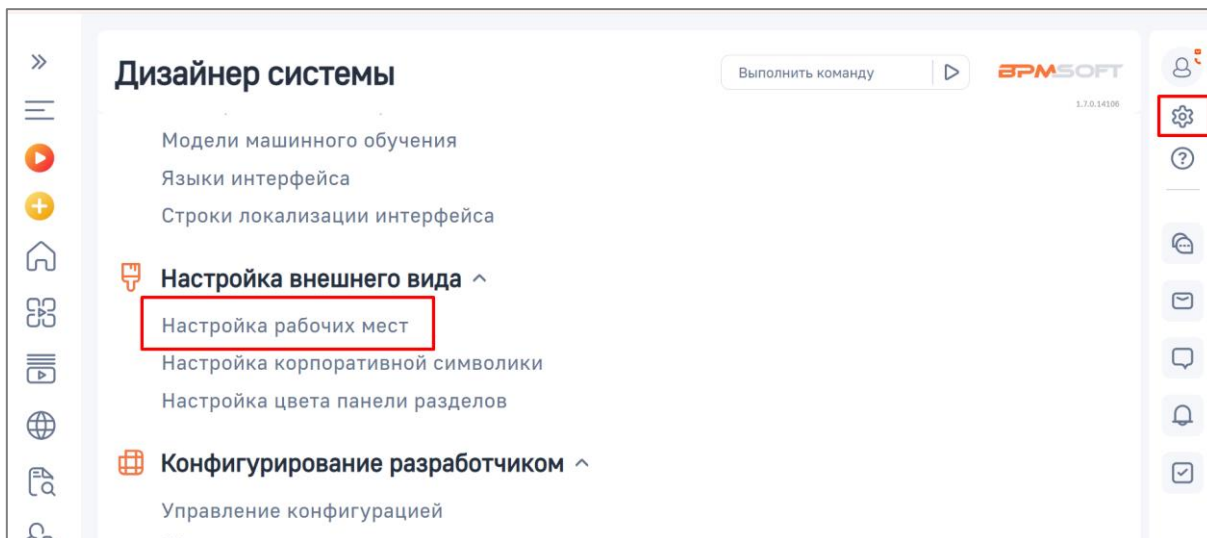 Дизайнер системы
Выполнить команду
BPMSOFT
1.7.0.14106
Модели машинного обучения
Языки интерфейса
Строки локализации интерфейса
Настройка внешнего вида
Настройка рабочих мест
Настройка корпоративной символики
Настройка цвета панели разделов
Конфигурирование разработчиком
Управление конфигурацией